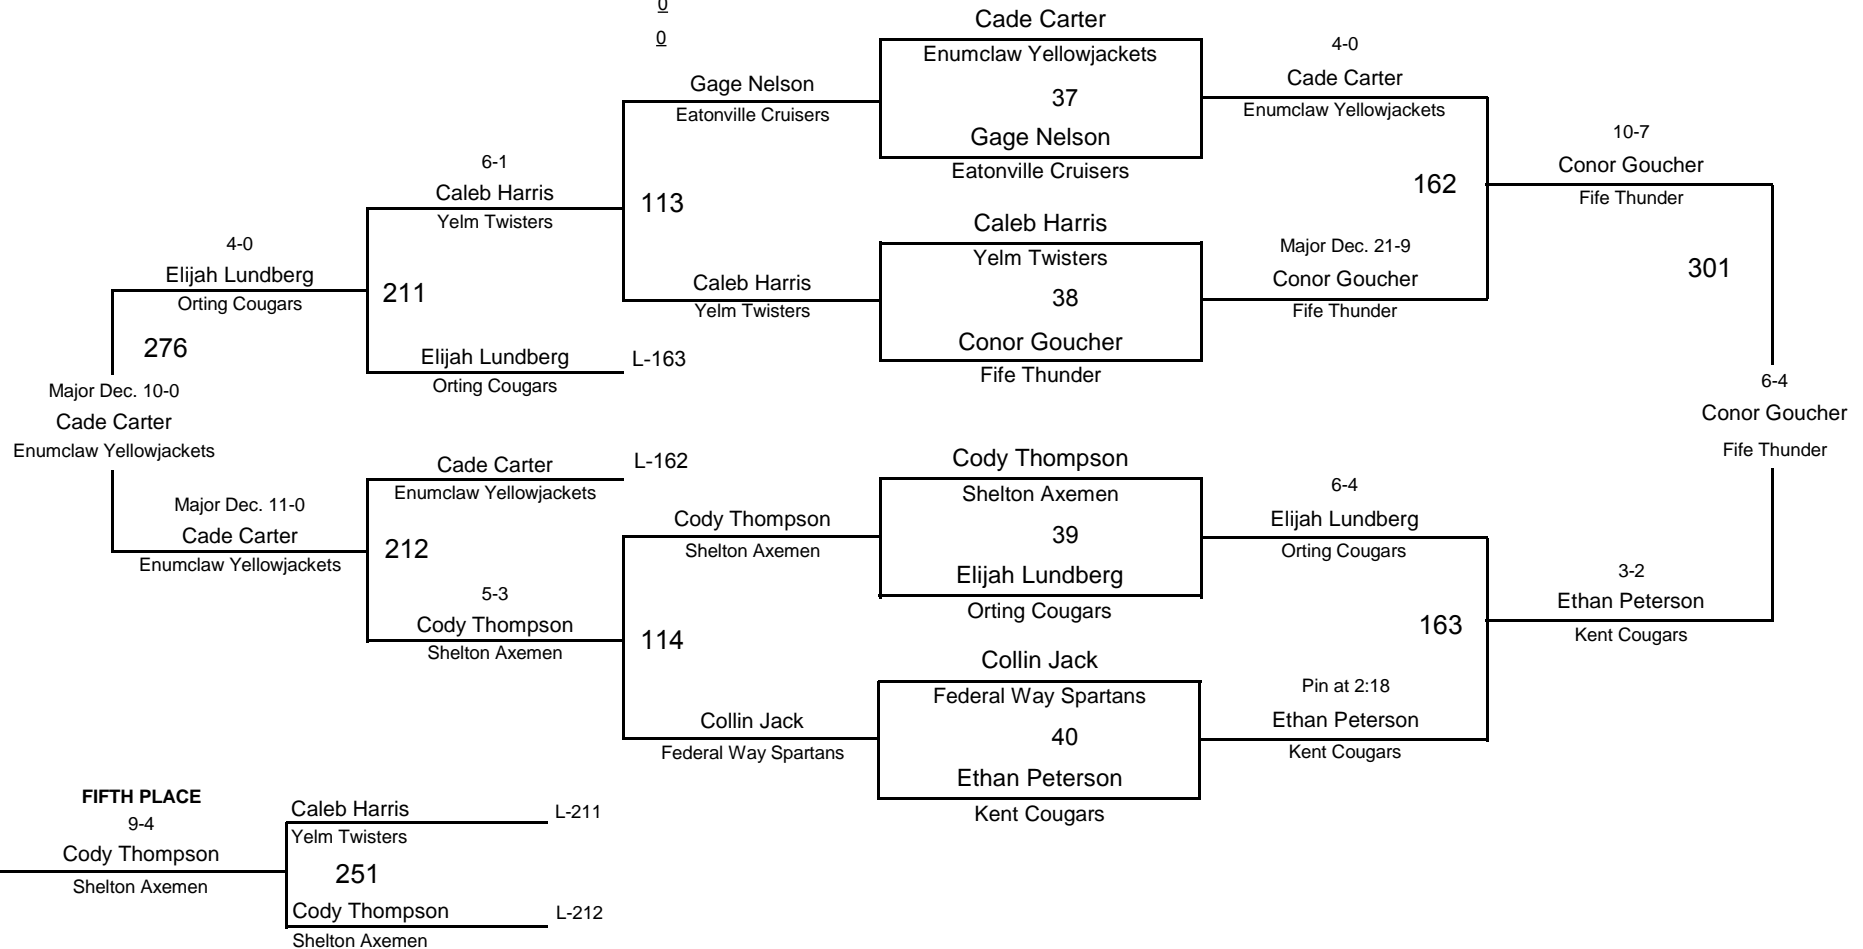 0
0
Cade Carter
Enumclaw Yellowjackets
37
Gage Nelson
Eatonville Cruisers
4-0
Cade Carter
Enumclaw Yellowjackets
Gage Nelson
Eatonville Cruisers
10-7
Conor Goucher
Fife Thunder
6-1
Caleb Harris
Yelm Twisters
113
162
Caleb Harris
Yelm Twisters
38
Conor Goucher
Fife Thunder
Major Dec. 21-9
Conor Goucher
Fife Thunder
301
4-0
Elijah Lundberg
Orting Cougars
211
Caleb Harris
Yelm Twisters
276
Elijah Lundberg
L-163
Orting Cougars
Major Dec. 10-0
Cade Carter
Enumclaw Yellowjackets
6-4
Conor Goucher
Fife Thunder
Cade Carter
L-162
Enumclaw Yellowjackets
Cody Thompson
Shelton Axemen
39
Elijah Lundberg
Orting Cougars
6-4
Elijah Lundberg
Orting Cougars
Major Dec. 11-0
Cade Carter
Enumclaw Yellowjackets
212
Cody Thompson
Shelton Axemen
5-3
Cody Thompson
Shelton Axemen
114
163
3-2
Ethan Peterson
Kent Cougars
Collin Jack
Federal Way Spartans
40
Ethan Peterson
Kent Cougars
Pin at 2:18
Ethan Peterson
Kent Cougars
Collin Jack
Federal Way Spartans
FIFTH PLACE
9-4
Cody Thompson
Shelton Axemen
Caleb Harris
L-211
Yelm Twisters
251
Cody Thompson
L-212
Shelton Axemen